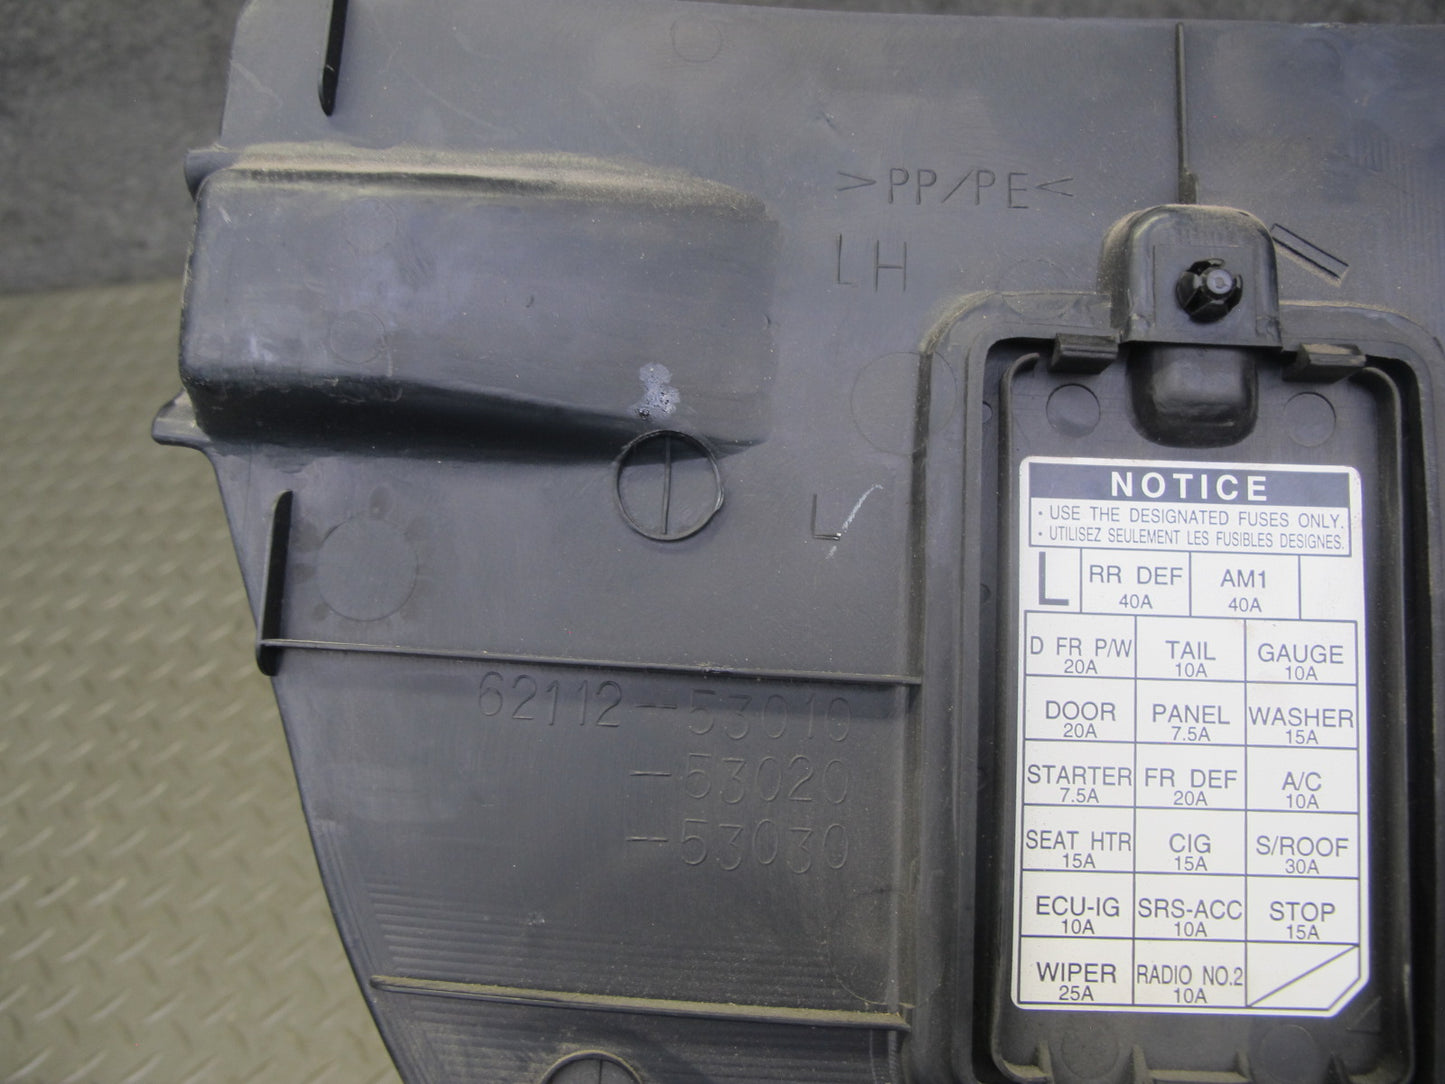 >PP/PE<
LH
L
62112-53010
-53020
-53030
NOTICE
· USE THE DESIGNATED FUSES ONLY.
· UTILISEZ SEULEMENT LES FUSIBLES DESIGNES.
L RR DEF AM1
40A 40A
D FR P/W TAIL GAUGE
20A 10A 10A
DOOR PANEL WASHER
20A 7.5A 15A
STARTER FR DEF A/C
7.5A 20A 10A
SEAT HTR CIG S/ROOF
15A 15A 30A
ECU-IG SRS-ACC STOP
10A 10A 15A
WIPER RADIO NO.2
25A 10A